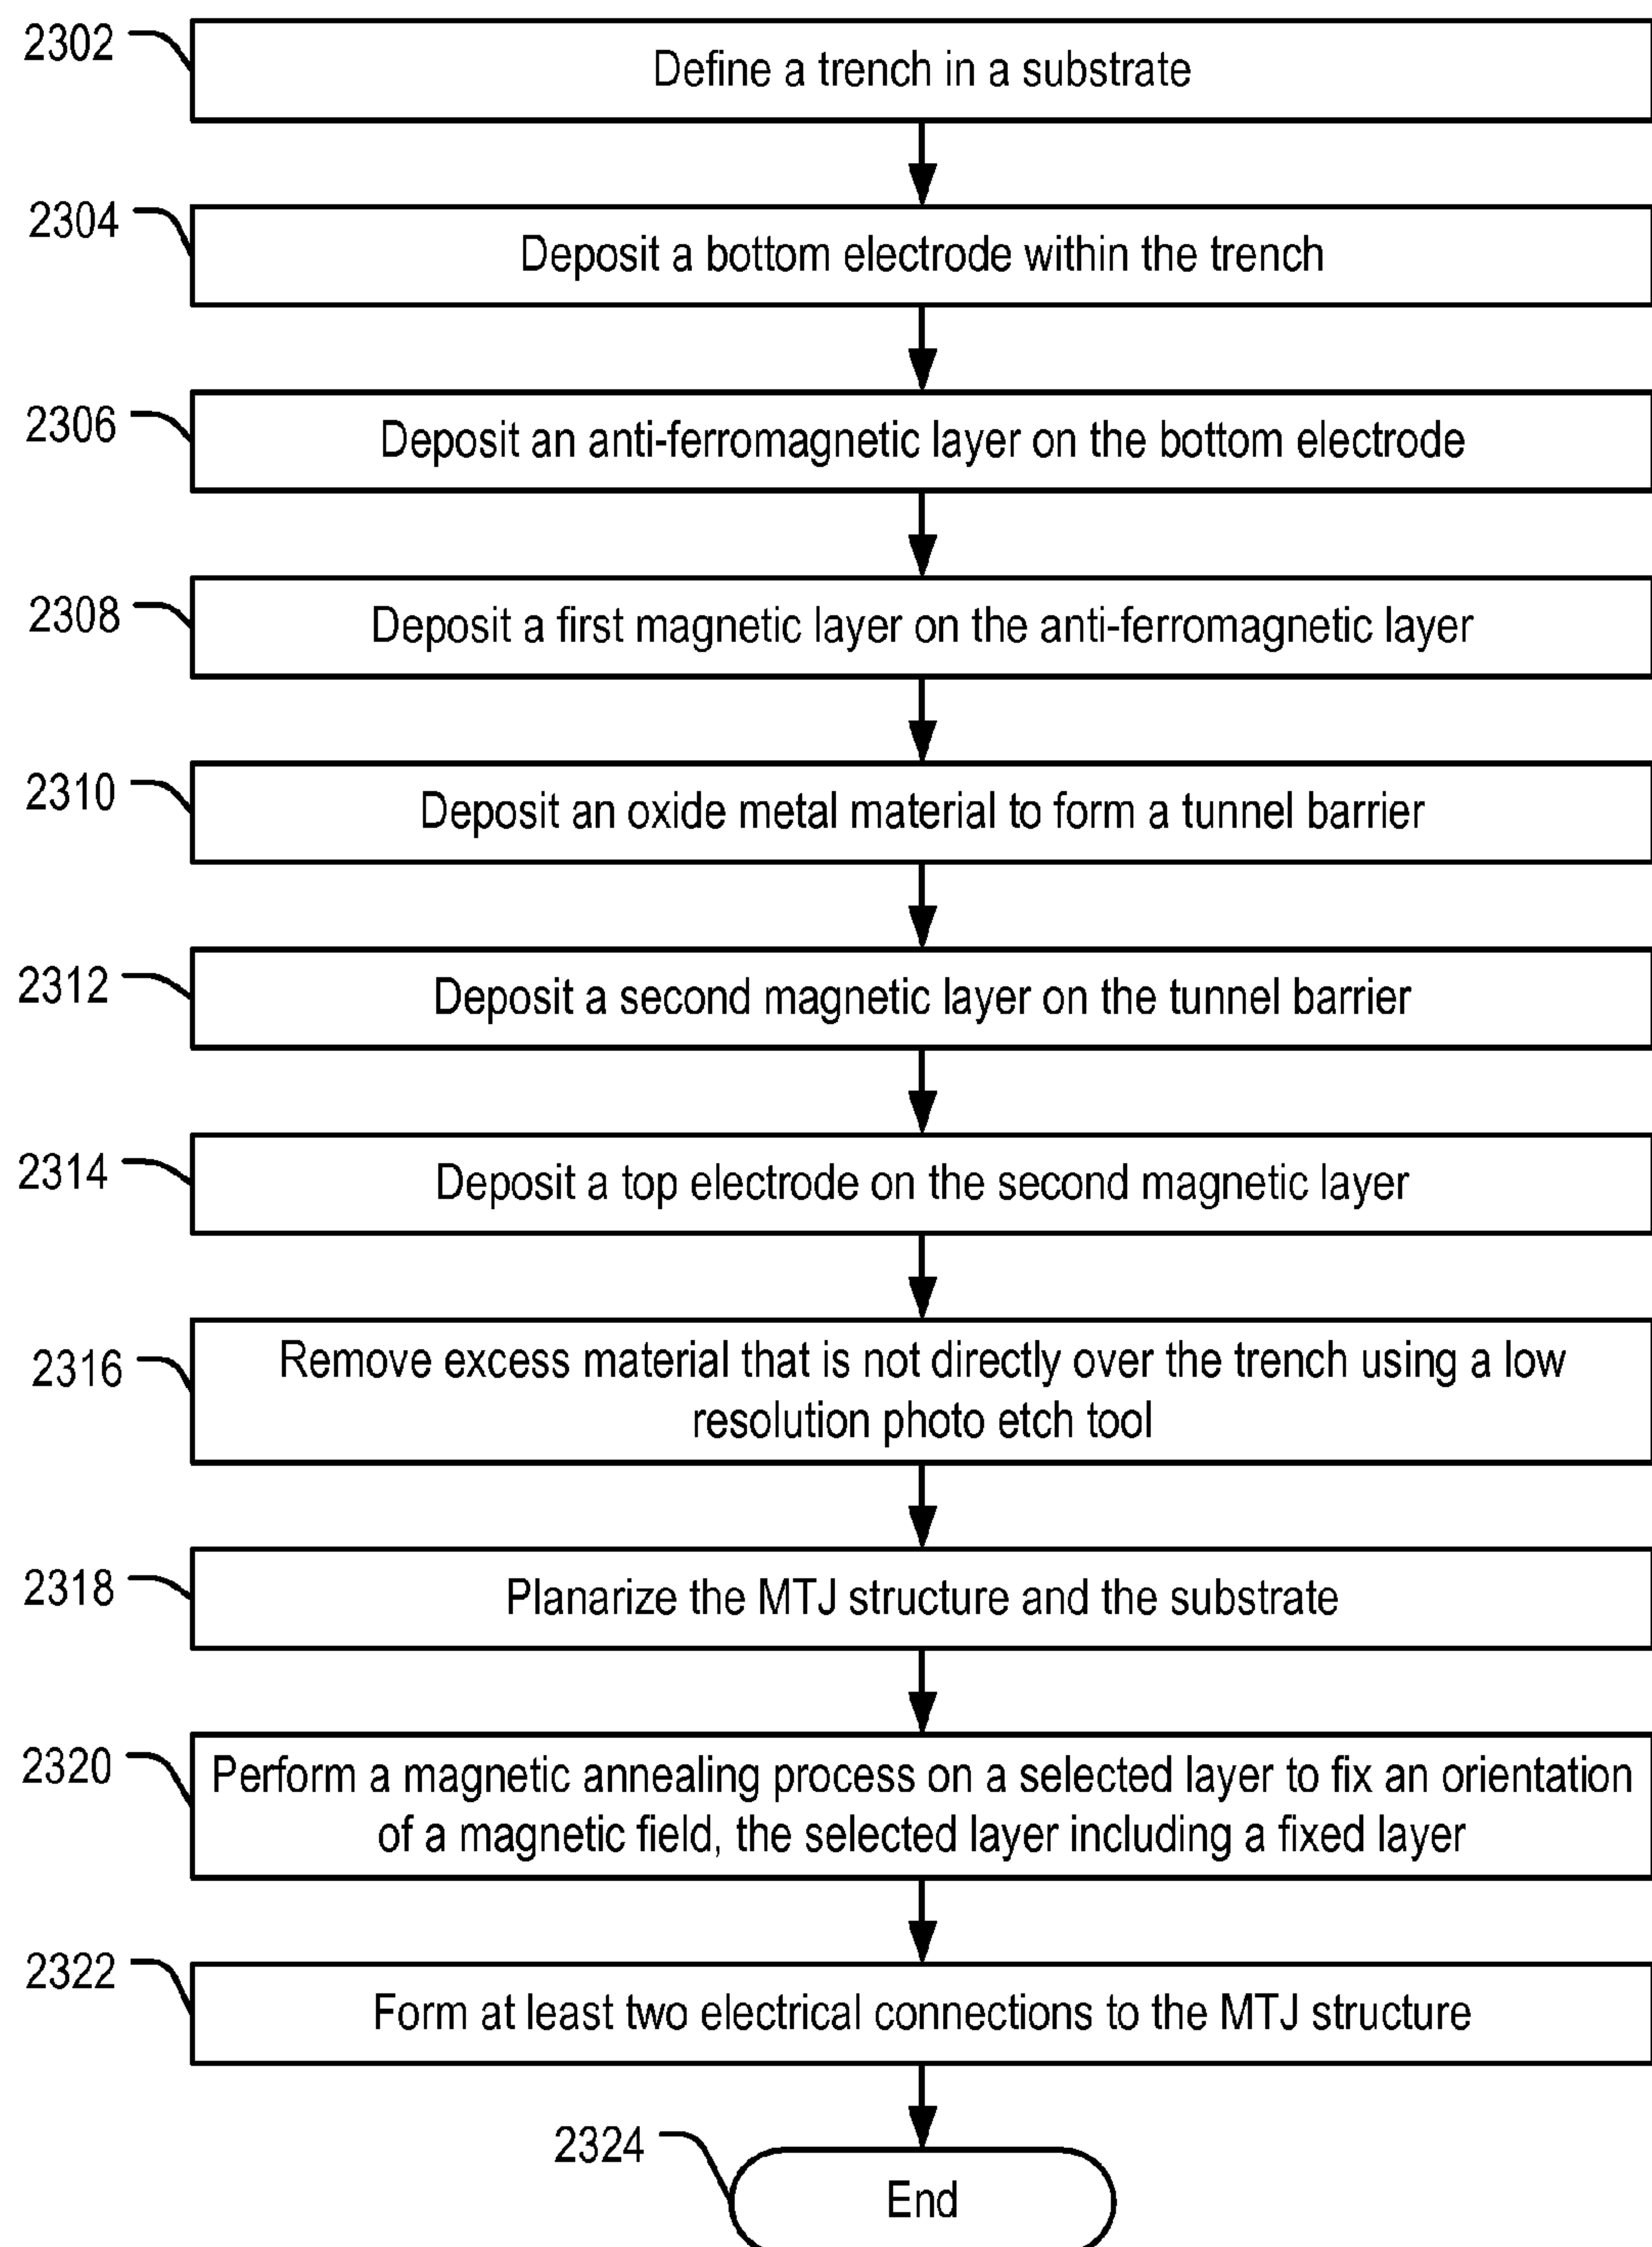 2302
Define a trench in a substrate
2304
Deposit a bottom electrode within the trench
2306
Deposit an anti-ferromagnetic layer on the bottom electrode
2308
Deposit a first magnetic layer on the anti-ferromagnetic layer
2310
Deposit an oxide metal material to form a tunnel barrier
2312
Deposit a second magnetic layer on the tunnel barrier
2314
Deposit a top electrode on the second magnetic layer
2316
Remove excess material that is not directly over the trench using a low
resolution photo etch tool
2318
Planarize the MTJ structure and the substrate
2320
Perform a magnetic annealing process on a selected layer to fix an orientation
of a magnetic field, the selected layer including a fixed layer
2322
Form at least two electrical connections to the MTJ structure
2324
End